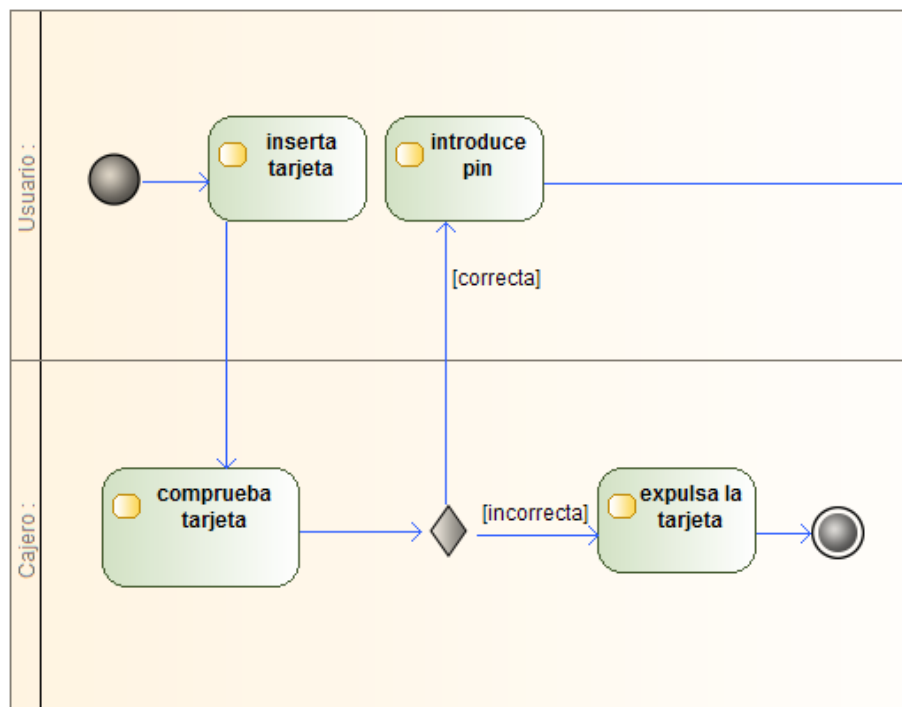 Usuario :
inserta
tarjeta
introduce
pin
[correcta]
Cajero :
comprueba
tarjeta
[incorrecta]
expulsa la
tarjeta